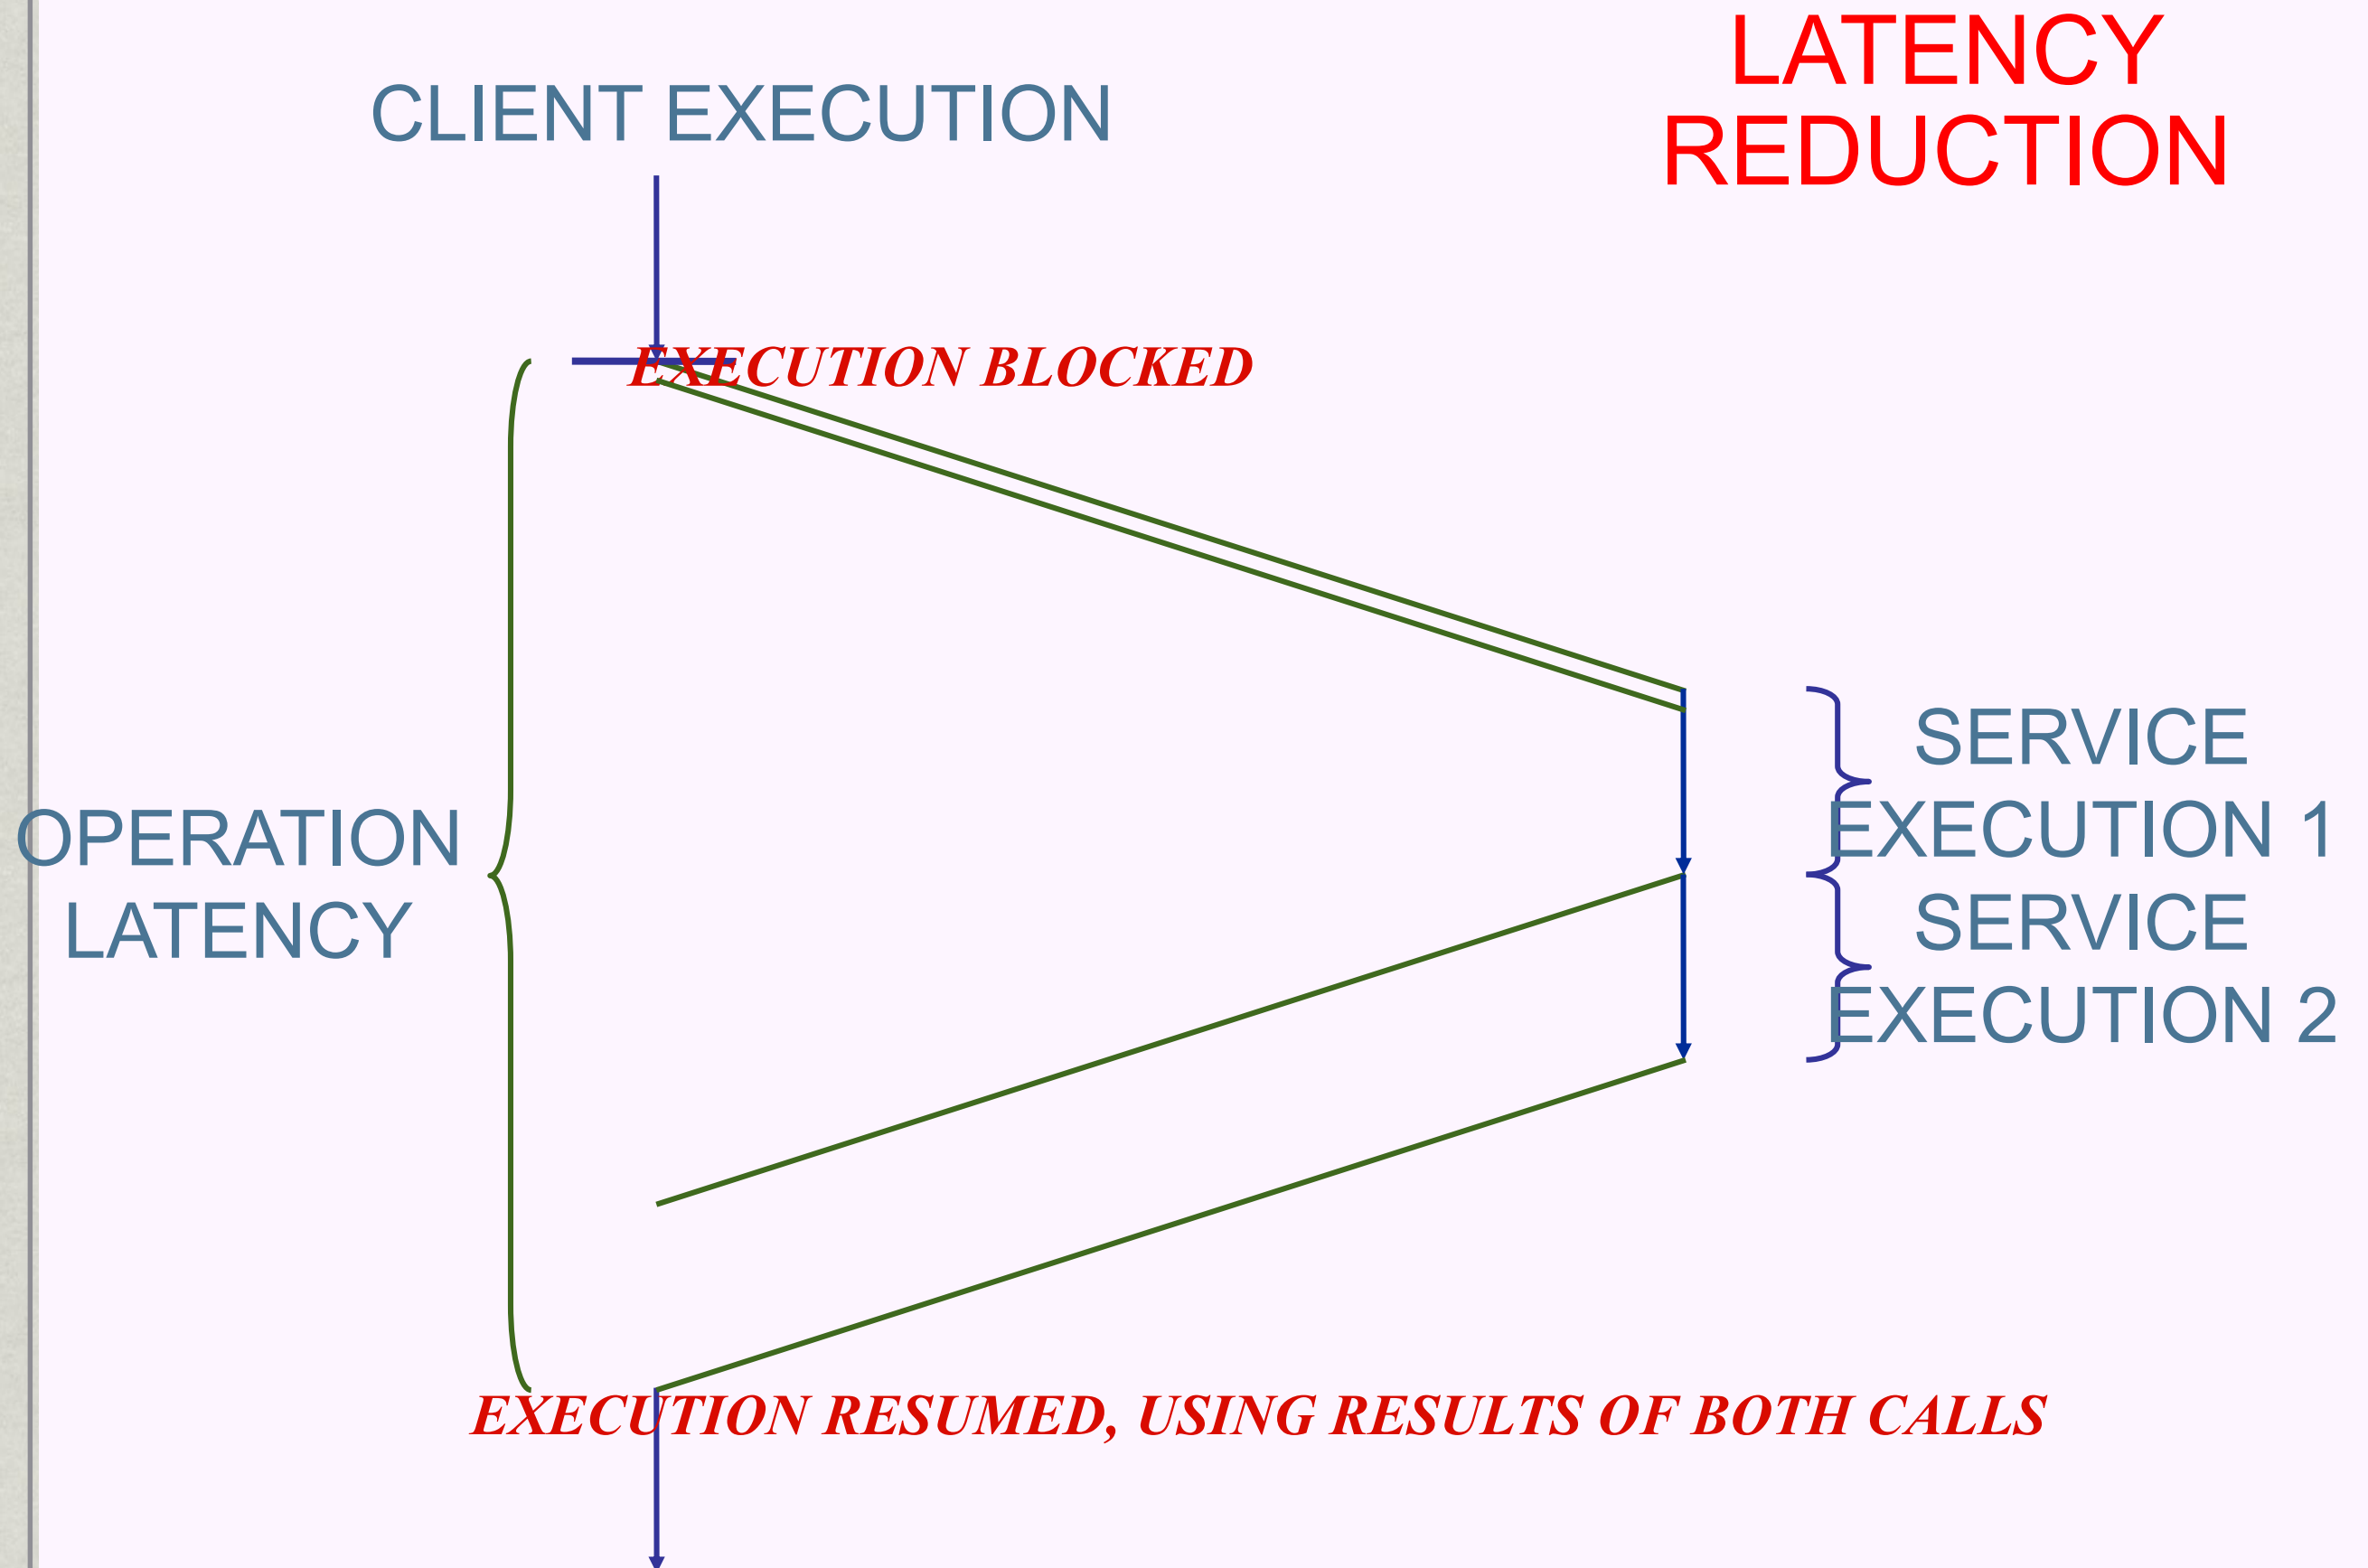 LATENCY
REDUCTION
CLIENT EXECUTION
EXECUTION BLOCKED
SERVICE
EXECUTION 1
OPERATION
LATENCY
SERVICE
EXECUTION 2
EXECUTION RESUMED, USING RESULTS OF BOTH CALLS